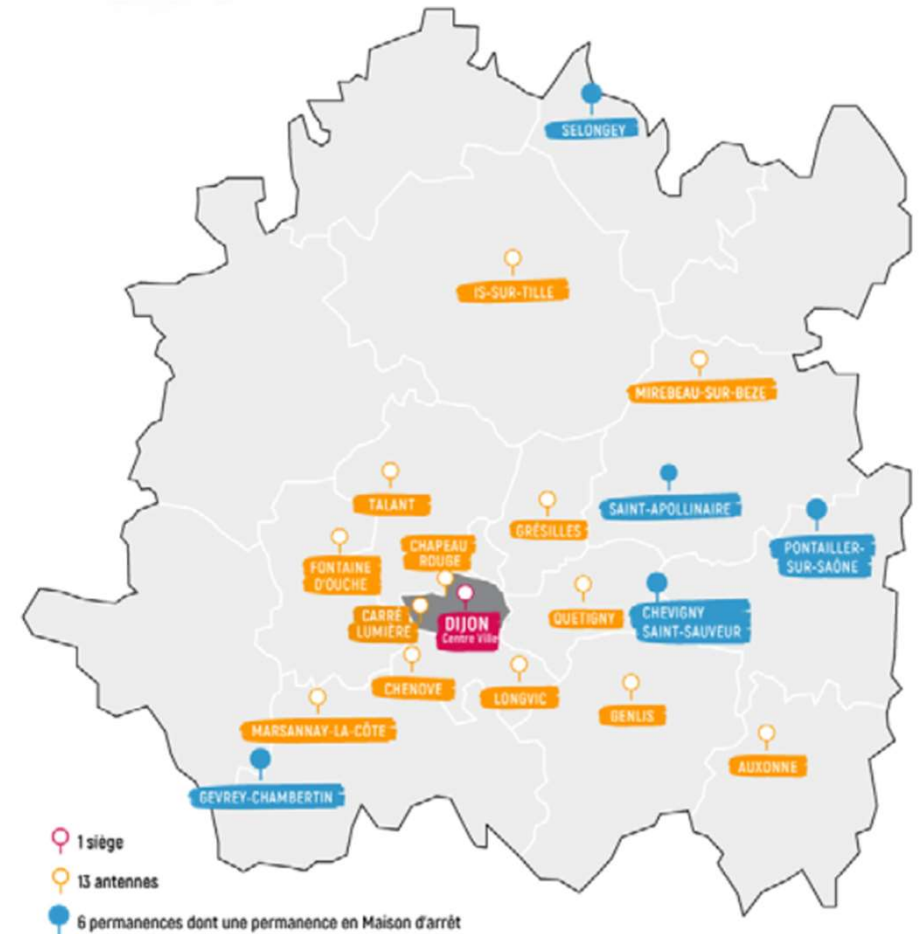 SELONGEY
IS-SUR-TILLE
MIREBEAU-SUR-BEZE
TALANT
SAINT-APOLLINAIRE
GRÉSILLES
PONTAILLER-
SUR-SAÔNE
CHAPEAU
ROUGE
FONTAINE
D'OUCHE
CARRÉ
LUMIÈRE
DIJON
Centre Ville
QUETIGNY
CHEVIGNY
SAINT-SAUVEUR
CHENOVE
LONGVIC
GENLIS
MARSANNAY-LA-CÔTE
AUXONNE
GEVREY-CHAMBERTIN
1 siège
13 antennes
6 permanences dont une permanence en Maison d'arrêt